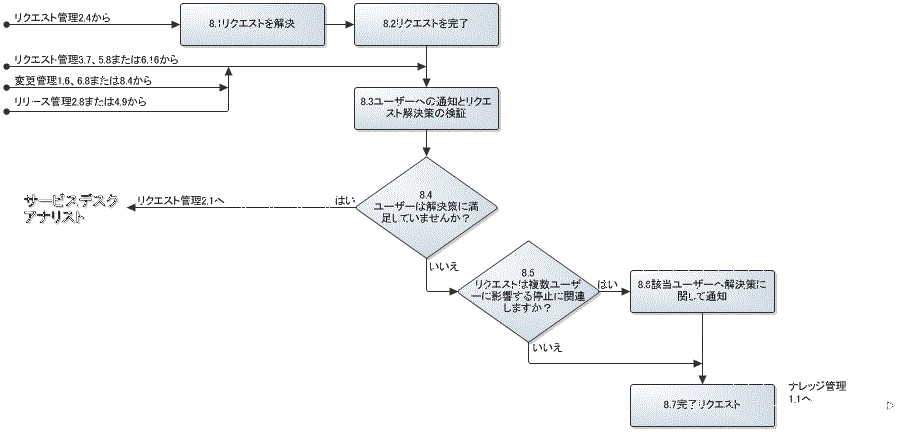 リクエスト管理2.4から
8.1リクエストを解決
8.2リクエストを完了
リクエスト管理3.7、5.8または6.16から
変更管理1.6、6.8または8.4から
リリース管理2.8または4.9から
8.3ユーザーへの通知とリクエ
スト解決策の検証
サービスデスク
アナリスト
リクエスト管理2.1へ
はい
8.4
ユーザーは解決策に満
足していませんか？
いいえ
8.5
リクエストは複数ユーザ
ーに影響する停止に関連
しますか？
はい
8.6該当ユーザーへ解決策に
関して通知
いいえ
8.7完了リクエスト
ナレッジ管理
1.1へ